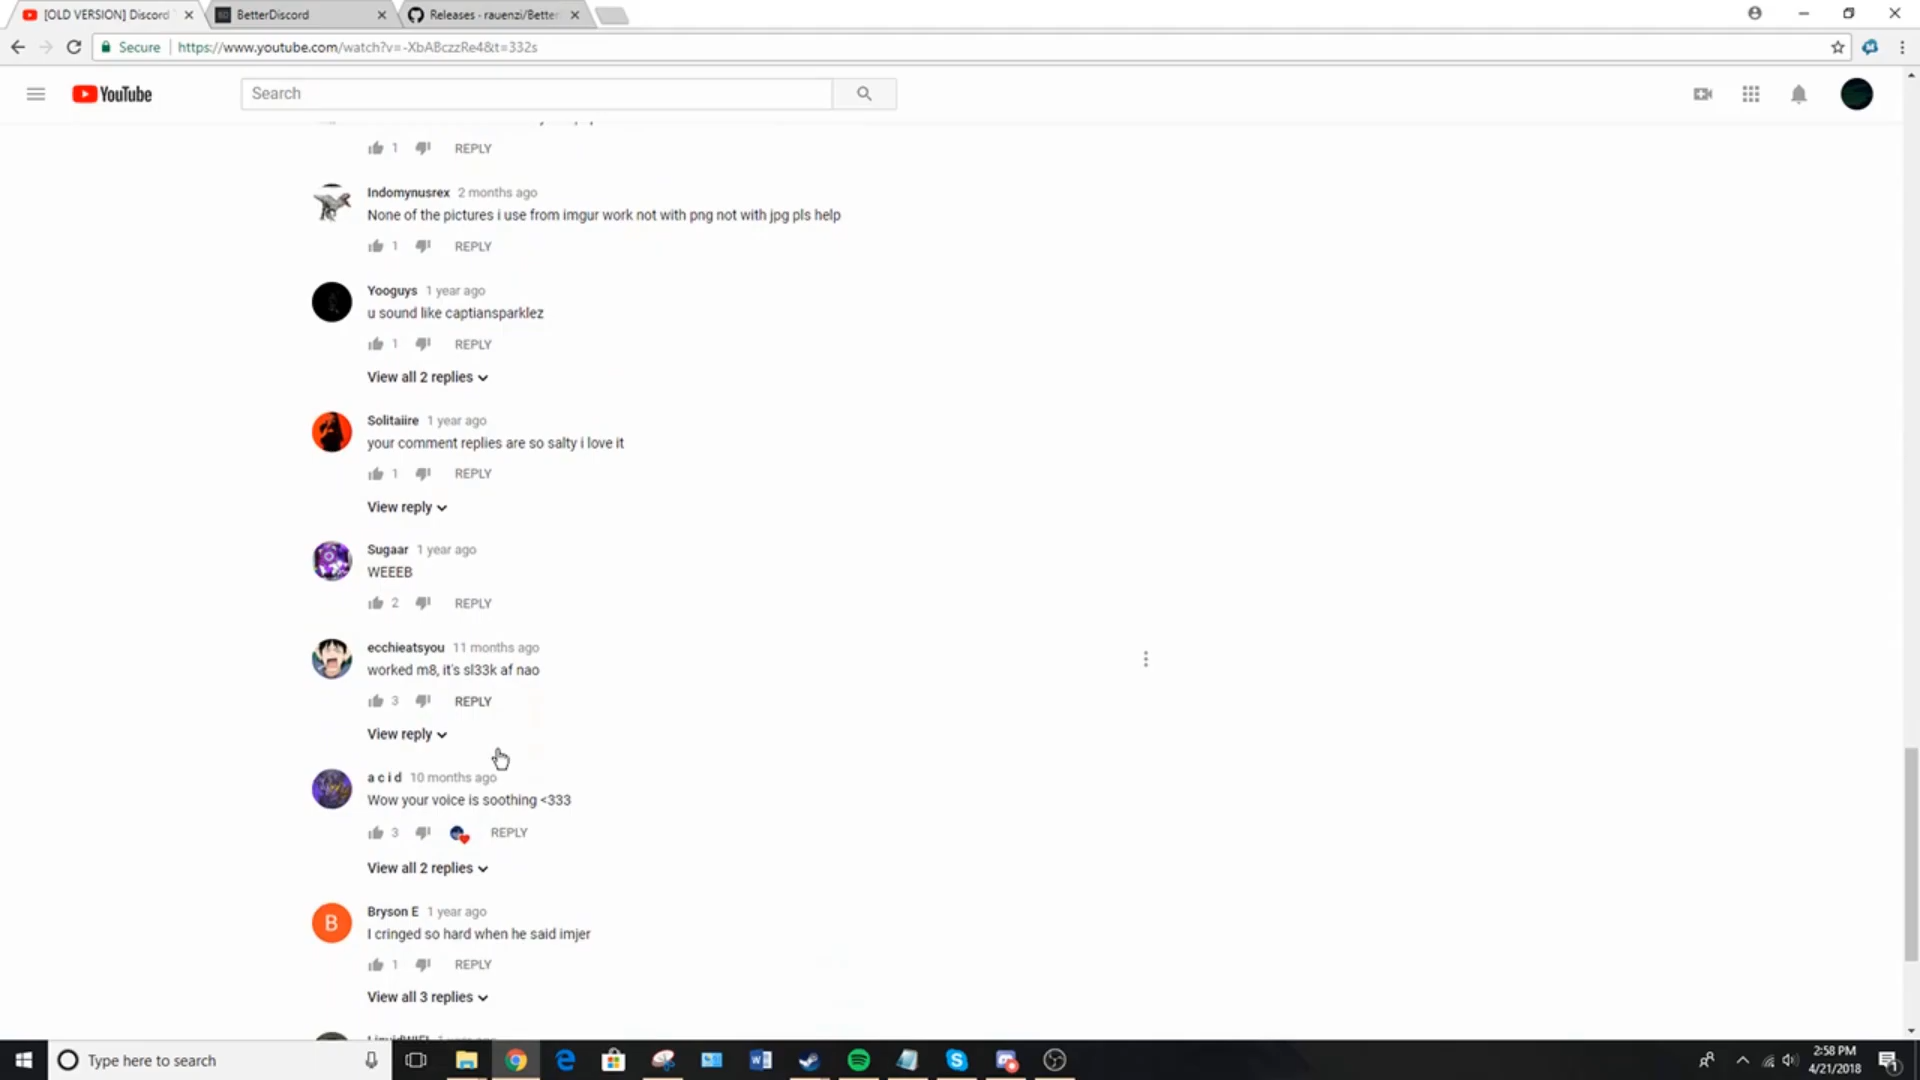 [OLD VERSION] Discord
BetterDiscord
Releases · rauenzi/Better
Secure
https://www.youtube.com/watch?v=-XbABczzRe4&t=332s
YouTube
Search
1 REPLY
Indomynusrex 2 months ago
None of the pictures i use from imgur work not with png not with jpg pls help
1 REPLY
Yooguys 1 year ago
u sound like captiansparklez
1 REPLY
View all 2 replies
Solitaiire 1 year ago
your comment replies are so salty i love it
1 REPLY
View reply
Sugaar 1 year ago
WEEEB
2 REPLY
ecchieatsyou 11 months ago
worked m8, it's sl33k af nao
3 REPLY
View reply
a c i d 10 months ago
Wow your voice is soothing <333
3 REPLY
View all 2 replies
B
Bryson E 1 year ago
I cringed so hard when he said imjer
1 REPLY
View all 3 replies
Type here to search
2:58 PM
4/21/2018
1